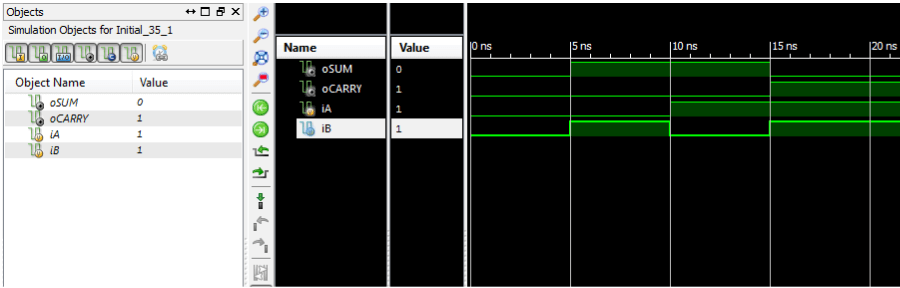 Objects
Simulation Objects for Initial_35_1
Object Name Value
oSUM 0
oCARRY 1
iA 1
iB 1
Name Value
oSUM 0
oCARRY 1
iA 1
iB 1
0 ns 5 ns 10 ns 15 ns 20 ns